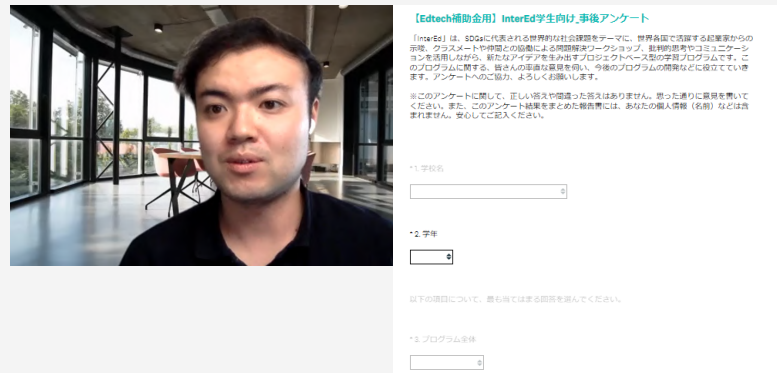 【Edtech補助金用】InterEd学生向け_事後アンケート
「InterEd」は、SDGsに代表される世界的な社会課題をテーマに、世界各国で活躍する起業家からの
示唆、クラスメートや仲間との協働による問題解決ワークショップ、批判的思考やコミュニケーショ
ンを活用しながら、新たなアイデアを生み出すプロジェクトベース型の学習プログラムです。こ
のプログラムに関する、皆さんの率直な意見を伺い、今後のプログラムの開発などに役立てていき
ます。アンケートへのご協力、よろしくお願いします。
※このアンケートに関して、正しい答えや間違った答えはありません。思った通りに意見を書いて
ください。また、このアンケート結果をまとめた報告書には、あなたの個人情報（名前）などは含
まれません。安心してご記入ください。
* 1. 学校名
* 2. 学年
以下の項目について、最も当てはまる回答を選んでください。
* 3. プログラム全体